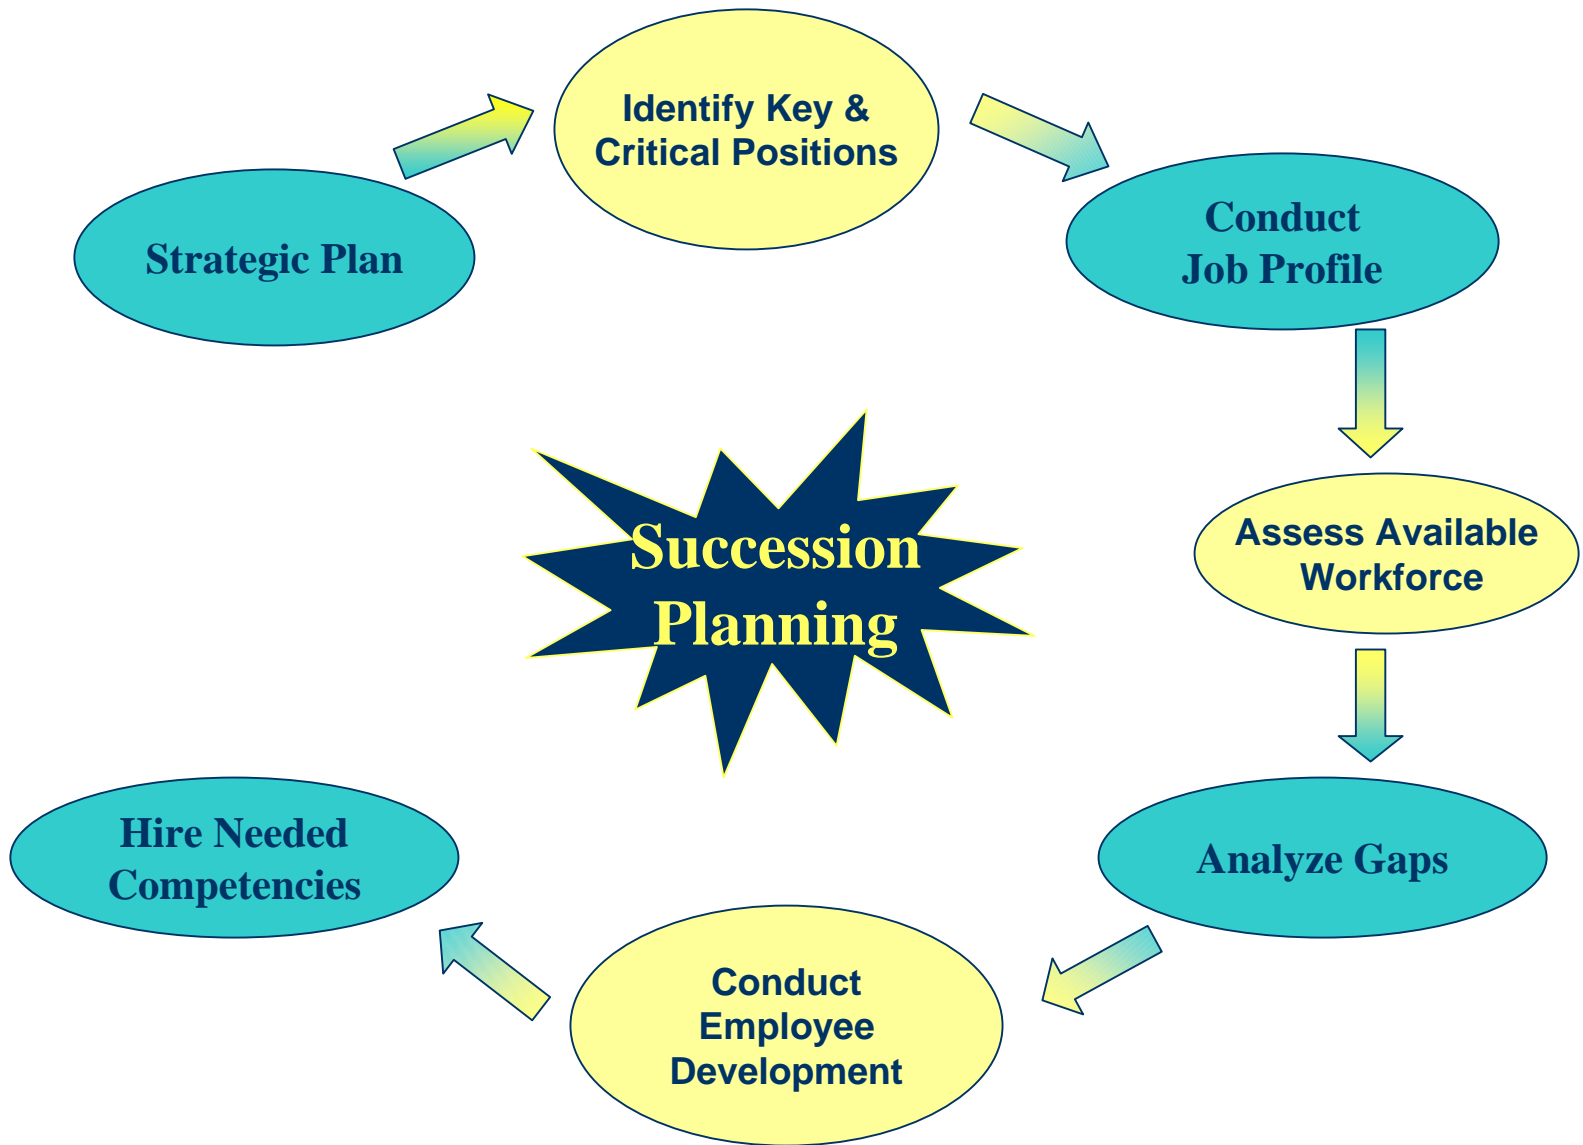 Identify Key &
Critical Positions
Strategic Plan
Conduct
Job Profile
Succession
Planning
Assess Available
Workforce
Hire Needed
Competencies
Analyze Gaps
Conduct
Employee
Development